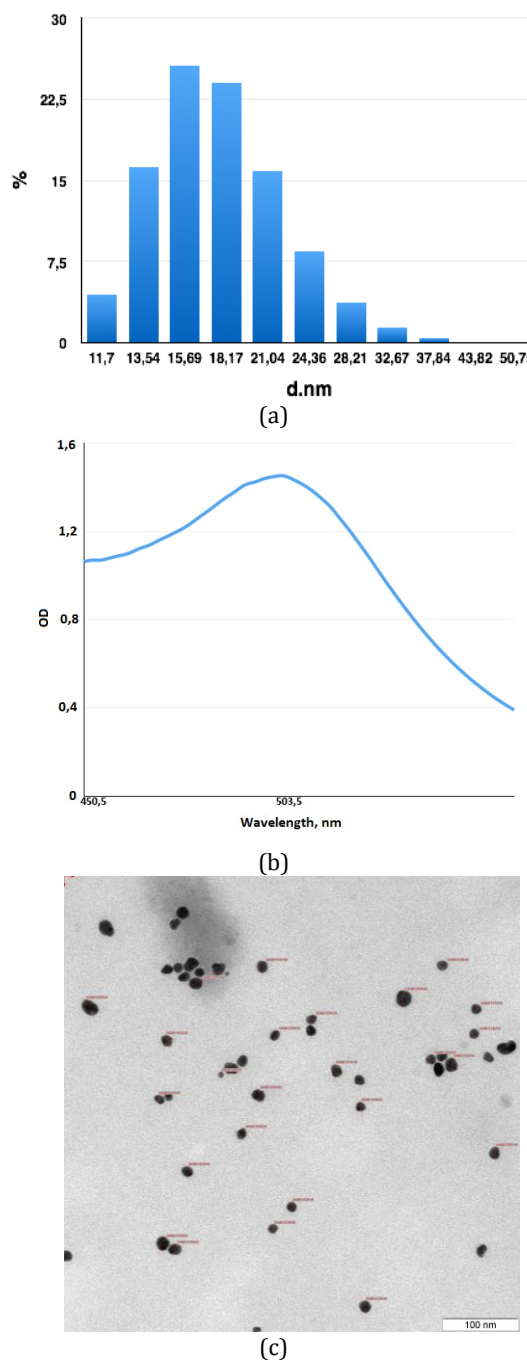 30
22,5
%
15
7,5
0
11,7 13,54 15,69 18,17 21,04 24,36 28,21 32,67 37,84 43,82
d.nm
(a)
1,6
1,2
0,8
OD
0,4
0
450,5 503,5
Wavelength, nm
(b)
100 nm
(c)